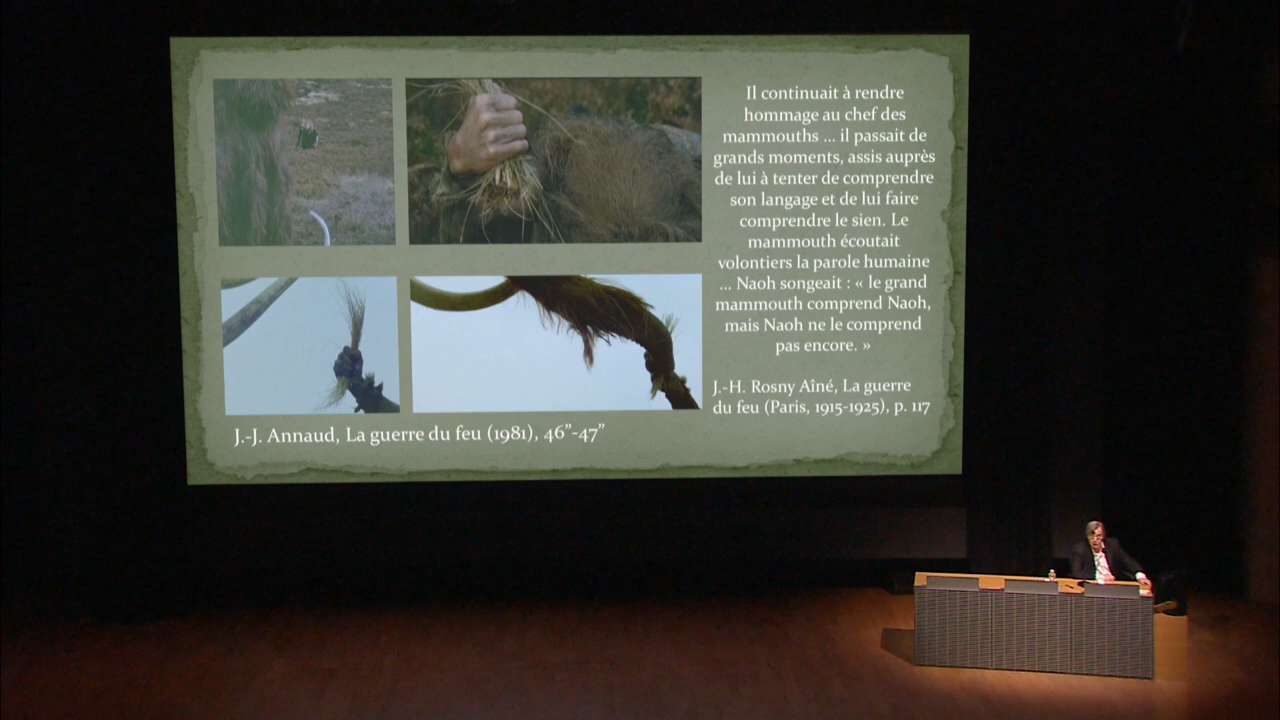 Il continuait à rendre
hommage au chef des
mammouths ... il passait de
grands moments, assis auprès
de lui à tenter de comprendre
son langage et de lui faire
comprendre le sien. Le
mammouth écoutait
volontiers la parole humaine
... Naoh songeait : « le grand
mammouth comprend Naoh,
mais Naoh ne le comprend
pas encore. »
J.-H. Rosny Aîné, La guerre
du feu (Paris, 1915-1925), p. 117
J.-J. Annaud, La guerre du feu (1981), 46”-47”